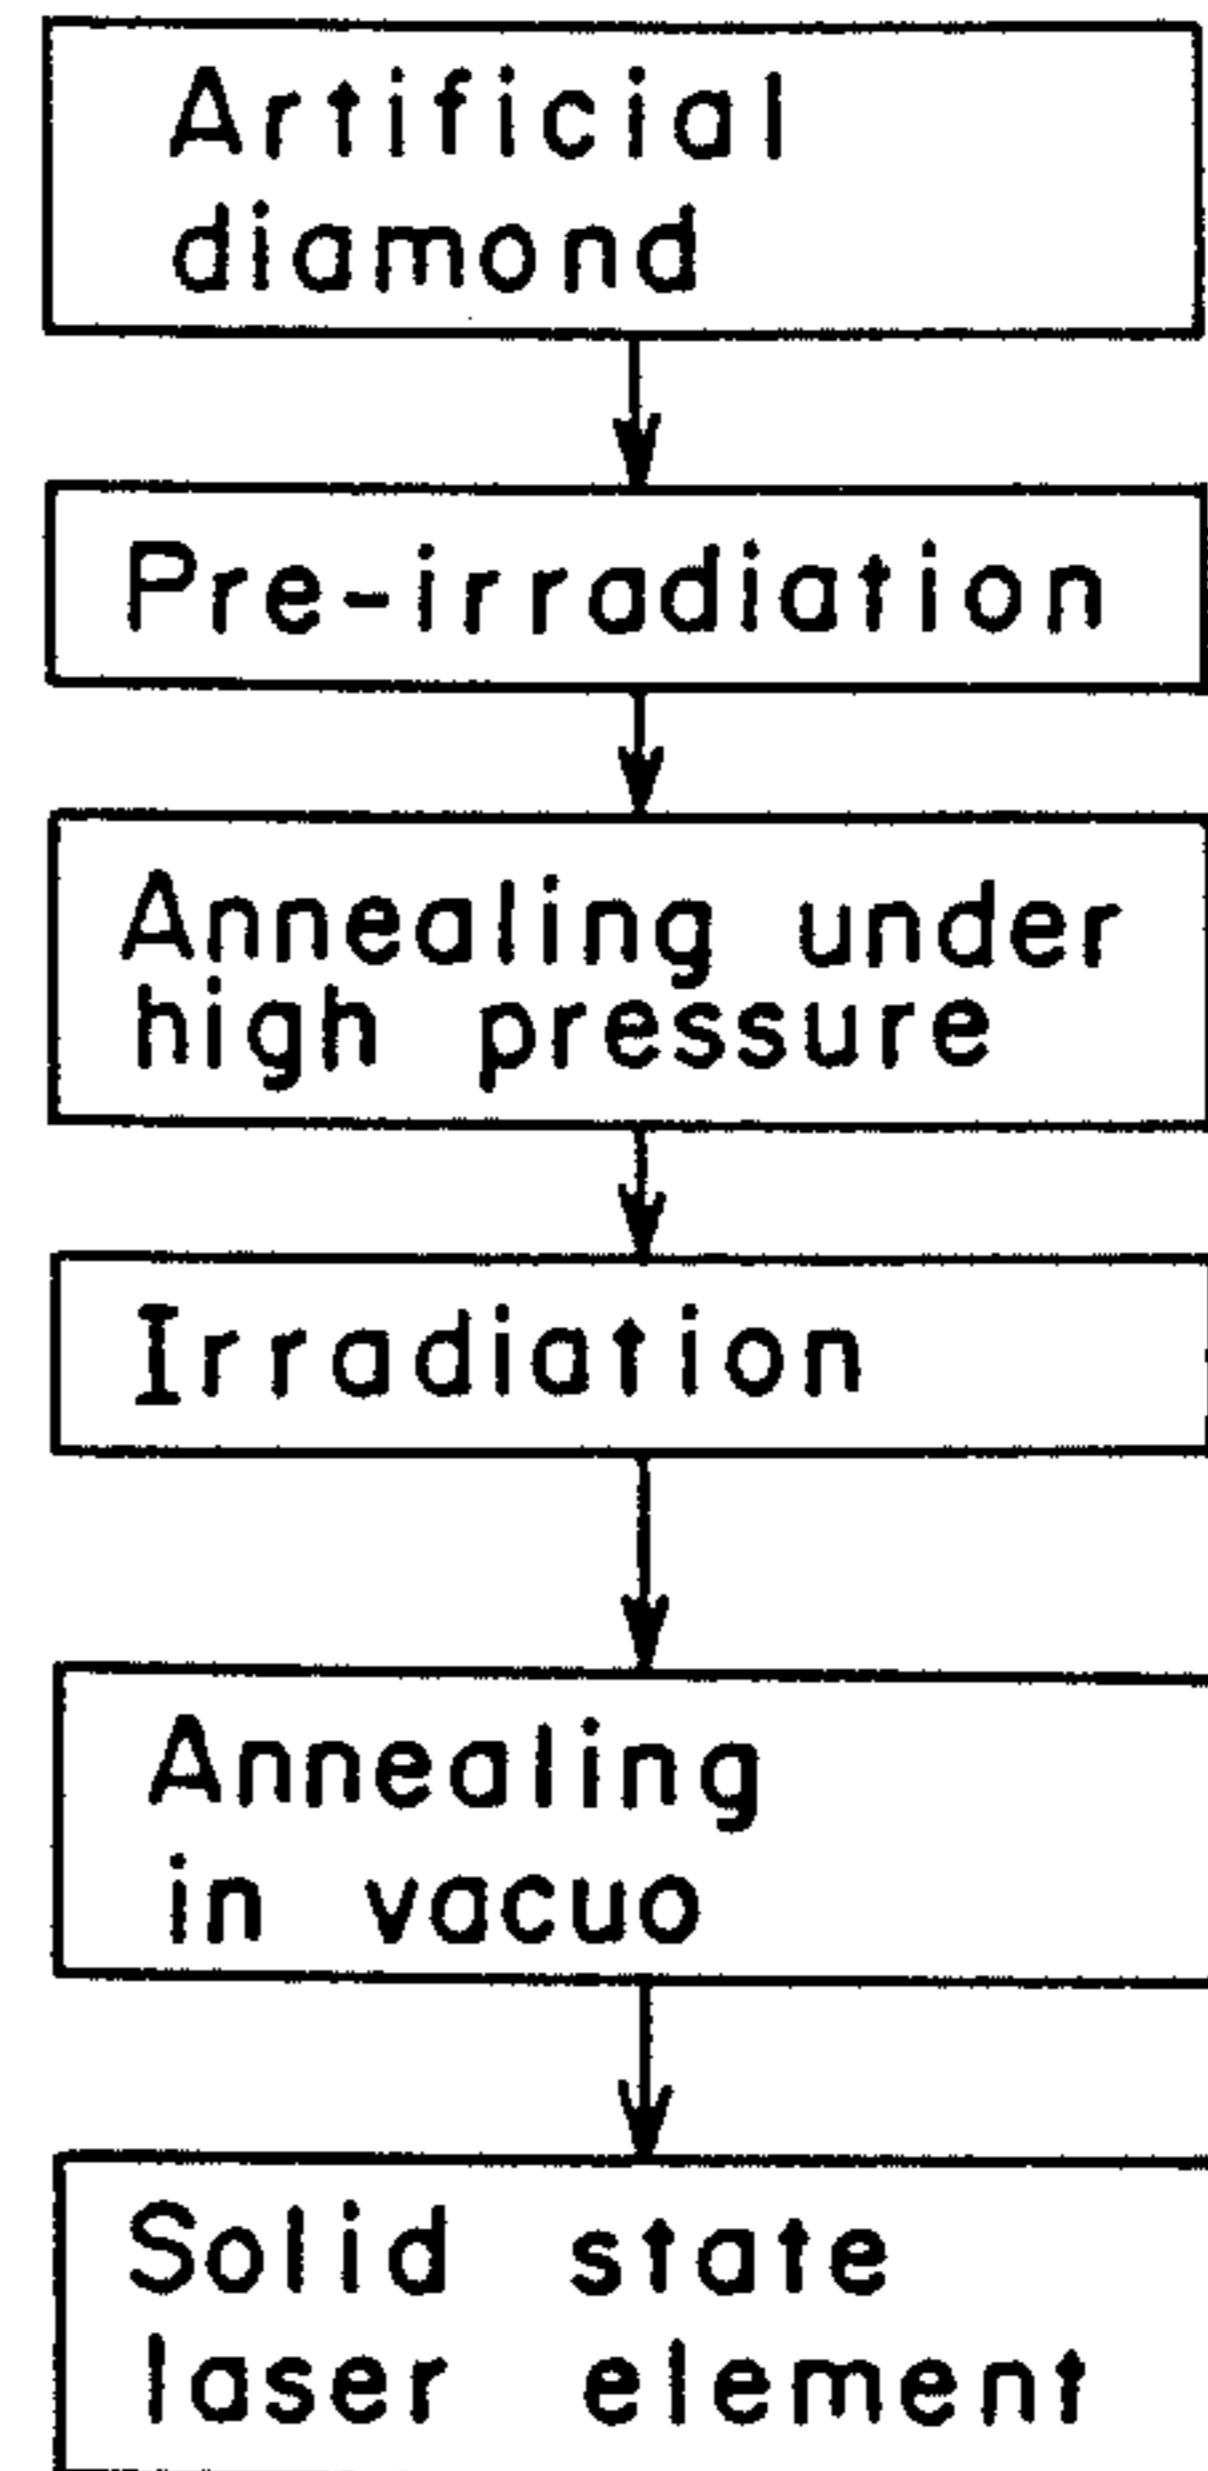 Artificial
diamond
Pre-irradiation
Annealing under
high pressure
Irradiation
Annealing
in vacuo
Solid state
laser element